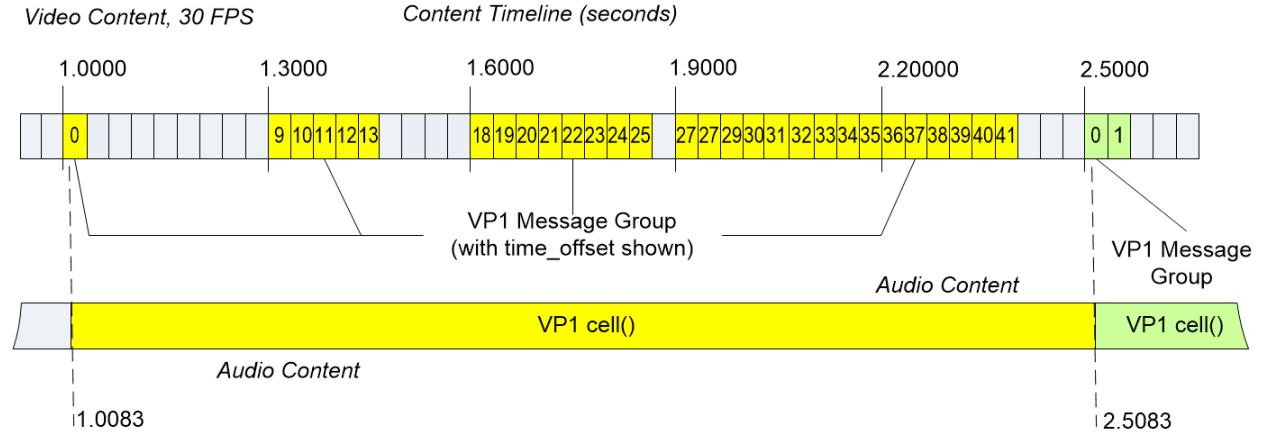 Video Content, 30 FPS
Content Timeline (seconds)
1.0000 1.3000 1.6000 1.9000 2.20000 2.5000
0 9 10 11 12 13 18 19 20 21 22 23 24 25 27 27 29 30 31 32 33 34 35 36 37 38 39 40 41 0 1
VP1 Message Group
(with time_offset shown)
VP1 Message
Group
Audio Content
VP1 cell() VP1 cell()
Audio Content
1.0083 2.5083